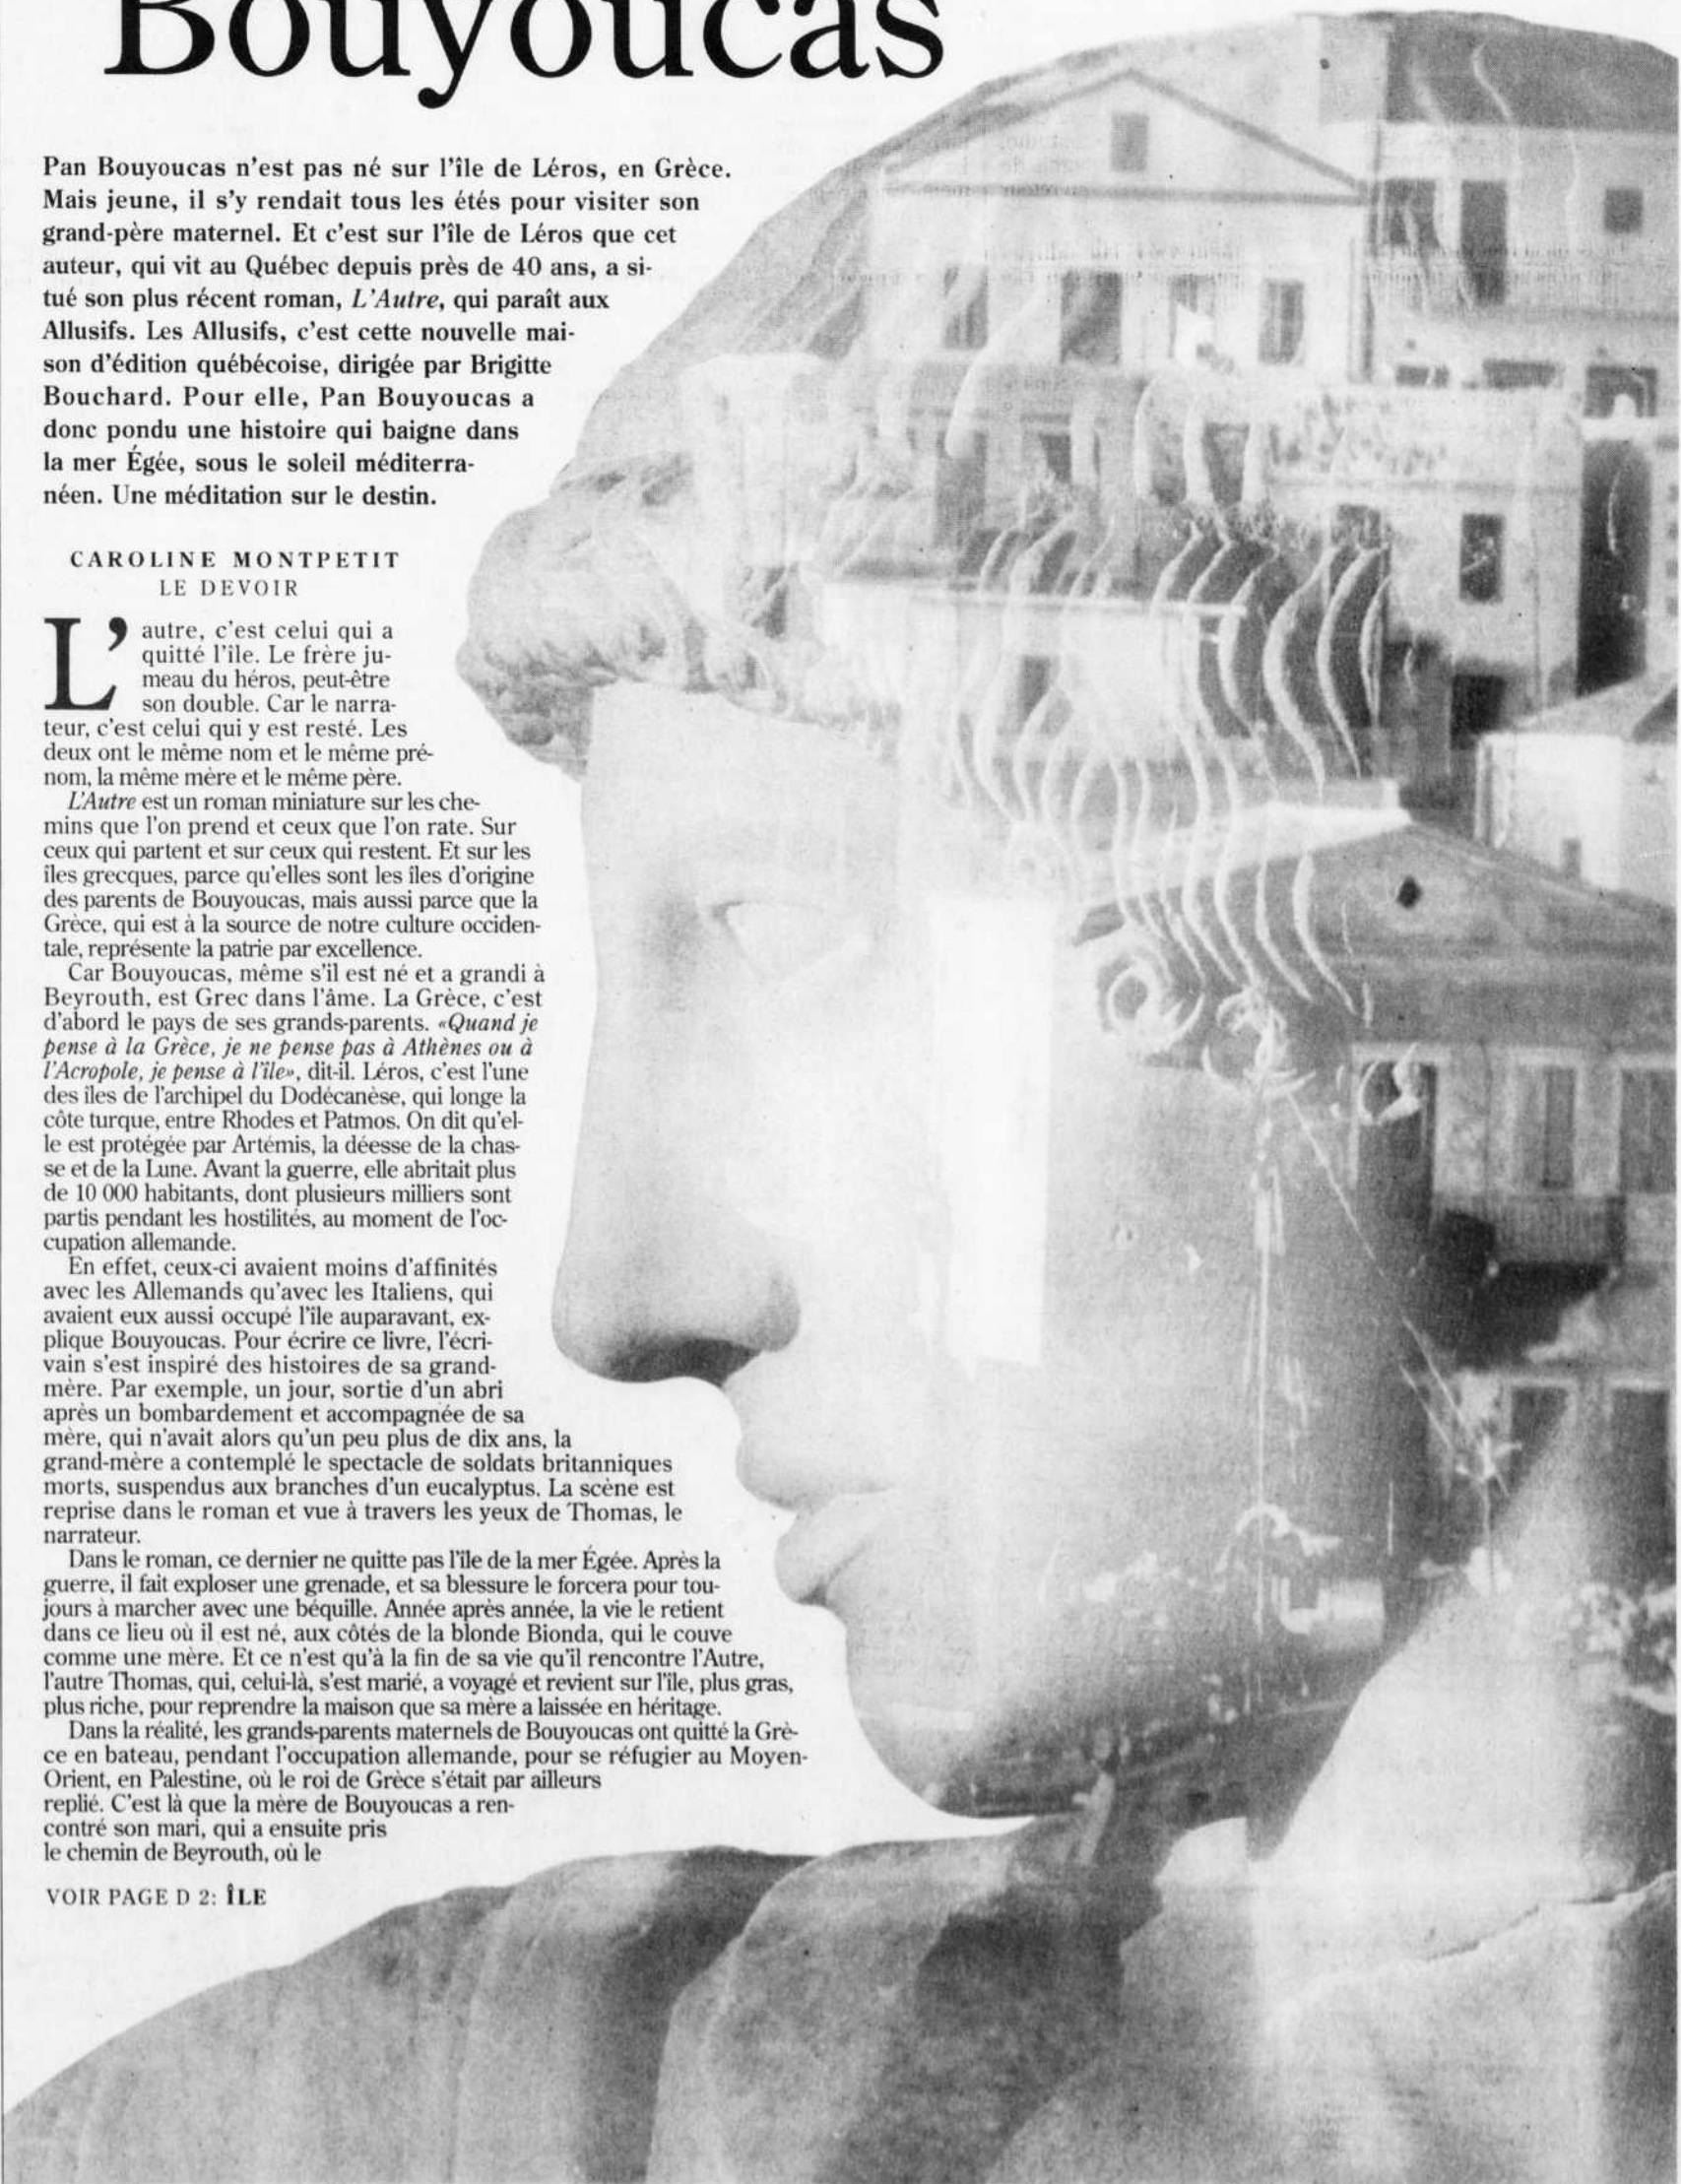 Bouyoucas
Pan Bouyoucas n'est pas né sur l'île de Léros, en Grèce.
Mais jeune, il s'y rendait tous les étés pour visiter son
grand-père maternel. Et c'est sur l'île de Léros que cet
auteur, qui vit au Québec depuis près de 40 ans, a si-
tué son plus récent roman, L'Autre, qui paraît aux
Allusifs. Les Allusifs, c'est cette nouvelle mai-
son d'édition québécoise, dirigée par Brigitte
Bouchard. Pour elle, Pan Bouyoucas a
donc pondu une histoire qui baigne dans
la mer Égée, sous le soleil méditerra-
néen. Une méditation sur le destin.
CAROLINE MONTPETIT
LE DEVOIR
L'autre, c'est celui qui a
quitté l'île. Le frère ju-
meau du héros, peut-être
son double. Car le narra-
teur, c'est celui qui y est resté. Les
deux ont le même nom et le même pré-
nom, la même mère et le même père.
L'Autre est un roman miniature sur les che-
mins que l'on prend et ceux que l'on rate. Sur
ceux qui partent et sur ceux qui restent. Et sur les
îles grecques, parce qu'elles sont les îles d'origine
des parents de Bouyoucas, mais aussi parce que la
Grèce, qui est à la source de notre culture occiden-
tale, représente la patrie par excellence.
Car Bouyoucas, même s'il est né et a grandi à
Beyrouth, est Grec dans l'âme. La Grèce, c'est
d'abord le pays de ses grands-parents. «Quand je
pense à la Grèce, je ne pense pas à Athènes ou à
l'Acropole, je pense à l'île», dit-il. Léros, c'est l'une
des îles de l'archipel du Dodécanèse, qui longe la
côte turque, entre Rhodes et Patmos. On dit qu'el-
le est protégée par Artémis, la déesse de la chas-
se et de la Lune. Avant la guerre, elle abritait plus
de 10 000 habitants, dont plusieurs milliers sont
partis pendant les hostilités, au moment de l'oc-
cupation allemande.
En effet, ceux-ci avaient moins d'affinités
avec les Allemands qu'avec les Italiens, qui
avaient eux aussi occupé l'île auparavant, ex-
plique Bouyoucas. Pour écrire ce livre, l'écri-
vain s'est inspiré des histoires de sa grand-
mère. Par exemple, un jour, sortie d'un abri
après un bombardement et accompagnée de sa
mère, qui n'avait alors qu'un peu plus de dix ans, la
grand-mère a contemplé le spectacle de soldats britanniques
morts, suspendus aux branches d'un eucalyptus. La scène est
reprise dans le roman et vue à travers les yeux de Thomas, le
narrateur.
Dans le roman, ce dernier ne quitte pas l'île de la mer Égée. Après la
guerre, il fait exploser une grenade, et sa blessure le forcera pour tou-
jours à marcher avec une béquille. Année après année, la vie le retient
dans ce lieu où il est né, aux côtés de la blonde Bionda, qui le couve
comme une mère. Et ce n'est qu'à la fin de sa vie qu'il rencontre l'Autre,
l'autre Thomas, qui, celui-là, s'est marié, a voyagé et revient sur l'île, plus gras,
plus riche, pour reprendre la maison que sa mère a laissée en héritage.
Dans la réalité, les grands-parents maternels de Bouyoucas ont quitté la Grè-
ce en bateau, pendant l'occupation allemande, pour se réfugier au Moyen-
Orient, en Palestine, où le roi de Grèce s'était par ailleurs
replié. C'est là que la mère de Bouyoucas a ren-
contré son mari, qui a ensuite pris
le chemin de Beyrouth, où le
VOIR PAGE D 2: ÎLE